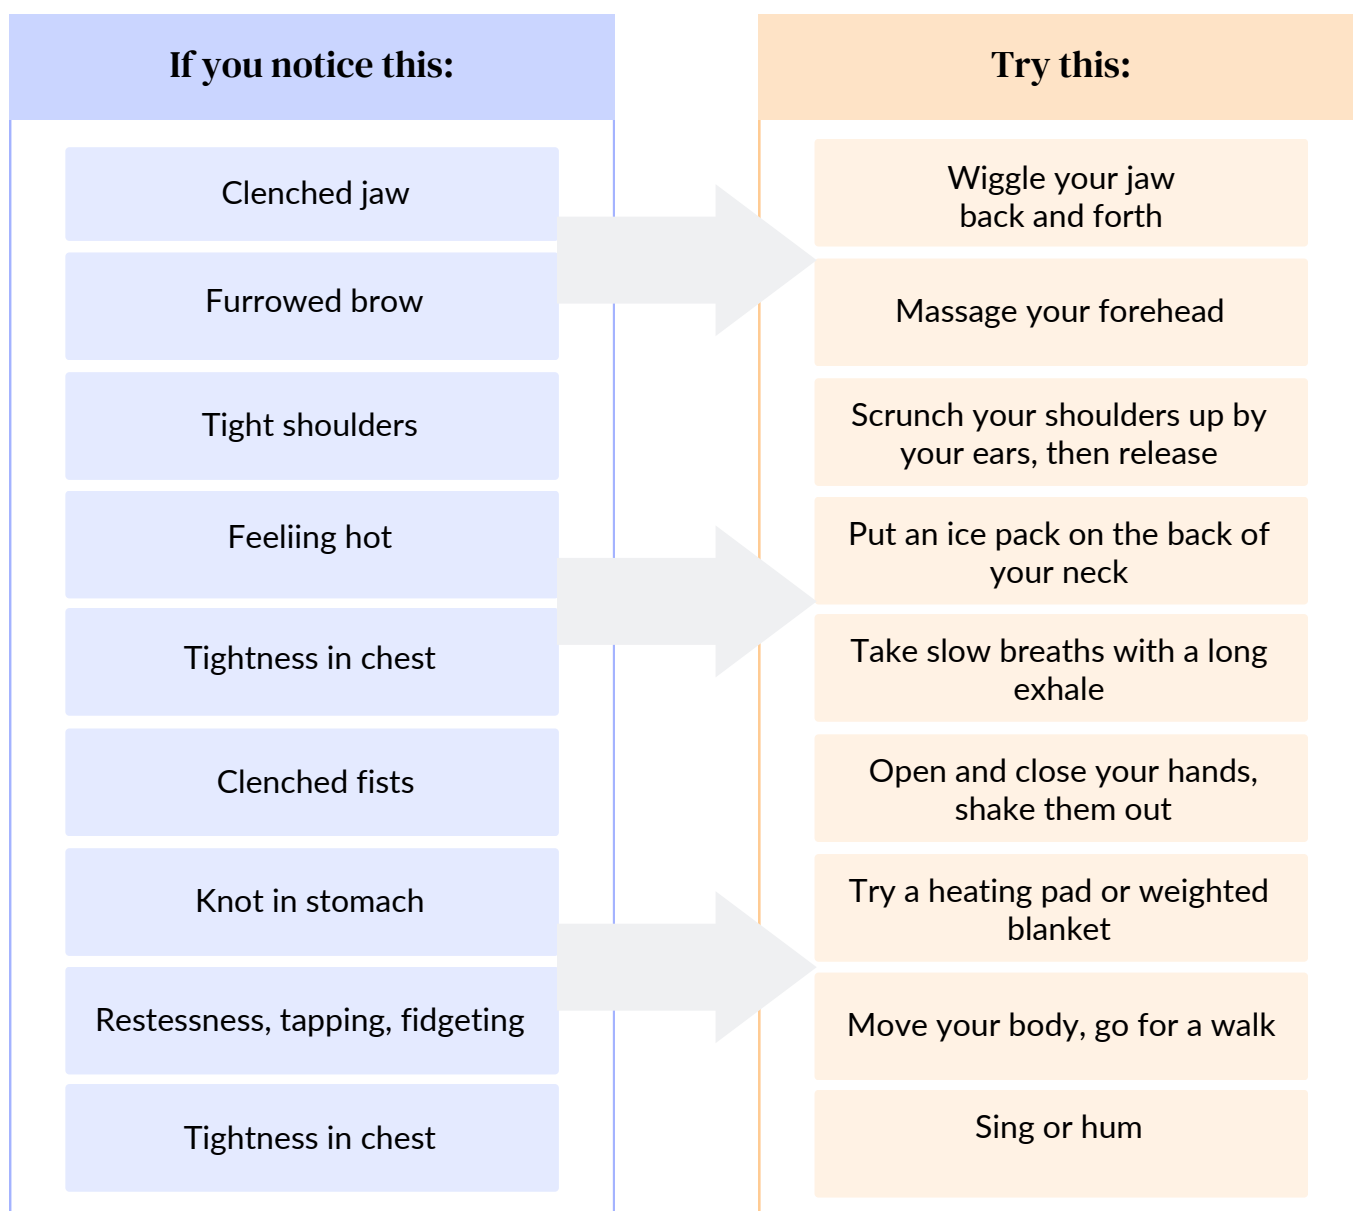 If you notice this:
Try this:
Clenched jaw
Wiggle your jaw
back and forth
Furrowed brow
Massage your forehead
Tight shoulders
Scrunch your shoulders up by
your ears, then release
Feeliing hot
Put an ice pack on the back of
your neck
Tightness in chest
Take slow breaths with a long
exhale
Clenched fists
Open and close your hands,
shake them out
Knot in stomach
Try a heating pad or weighted
blanket
Restessness, tapping, fidgeting
Move your body, go for a walk
Tightness in chest
Sing or hum